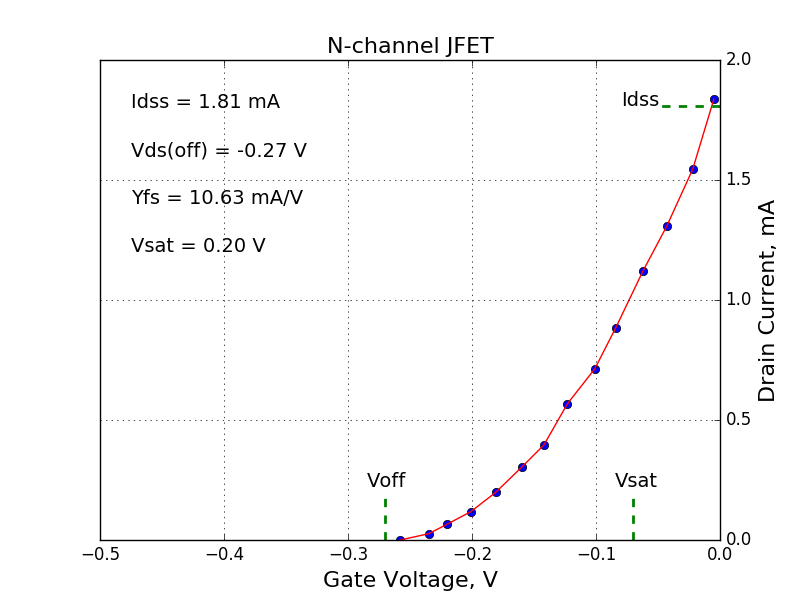 N-channel JFET
Idss = 1.81 mA
Vds(off) = -0.27 V
Yfs = 10.63 mA/V
Vsat = 0.20 V
Idss
Voff
Vsat
2.0
1.5
1.0
0.5
0.0
Drain Current, mA
−0.5 −0.4 −0.3 −0.2 −0.1 0.0
Gate Voltage, V